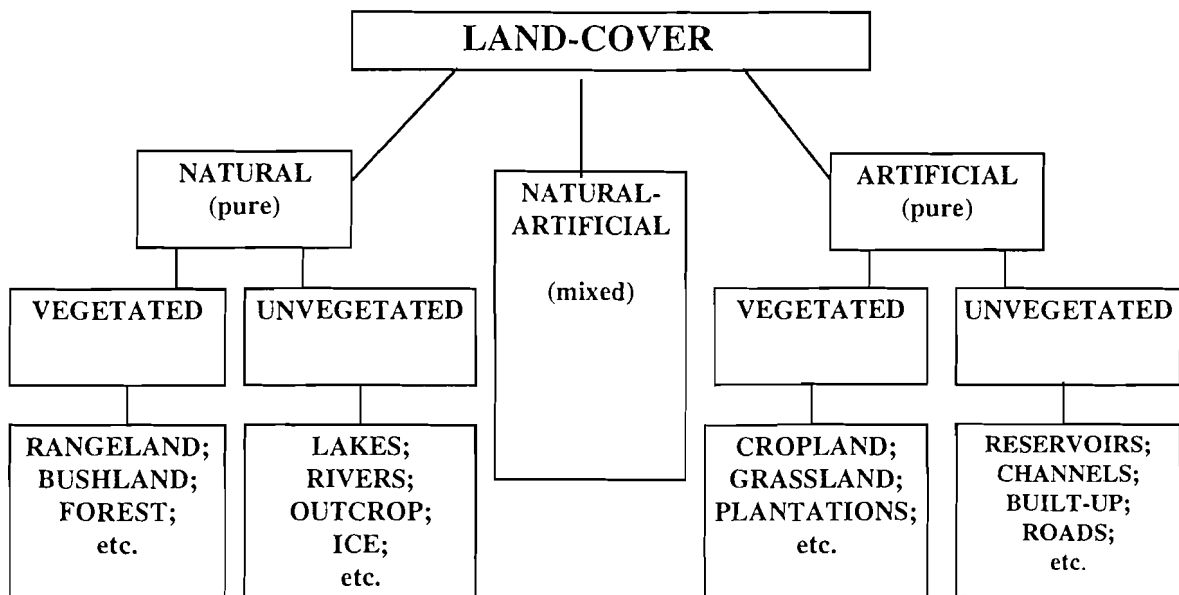 LAND-COVER
NATURAL
(pure)
NATURAL-
ARTIFICIAL
(mixed)
ARTIFICIAL
(pure)
VEGETATED
UNVEGETATED
VEGETATED
UNVEGETATED
RANGELAND;
BUSHLAND;
FOREST;
etc.
LAKES;
RIVERS;
OUTCROP;
ICE;
etc.
CROPLAND;
GRASSLAND;
PLANTATIONS;
etc.
RESERVOIRS;
CHANNELS;
BUILT-UP;
ROADS;
etc.